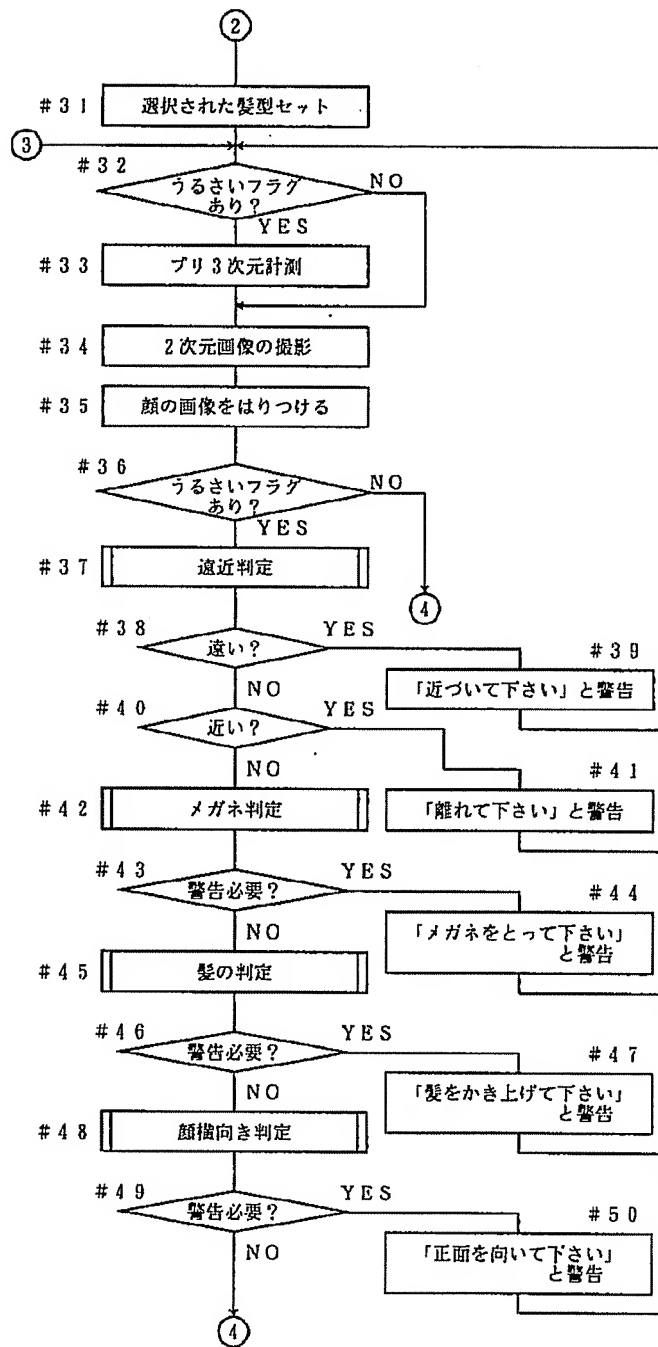 ②
#31
選択された髪型セット
③
#32
うるさいフラグ
あり?
NO
YES
#33
プリ3次元計測
#34
2次元画像の撮影
#35
顔の画像をはりつける
#36
うるさいフラグ
あり?
NO
YES
#37
遠近判定
④
#38
遠い?
YES
#39
「近づいて下さい」と警告
NO
#40
近い?
YES
#41
「離れて下さい」と警告
NO
#42
メガネ判定
#43
警告必要?
YES
#44
「メガネをとって下さい」
と警告
NO
#45
髪の判定
#46
警告必要?
YES
#47
「髪をかき上げて下さい」
と警告
NO
#48
顔横向き判定
#49
警告必要?
YES
#50
「正面を向いて下さい」
と警告
NO
④